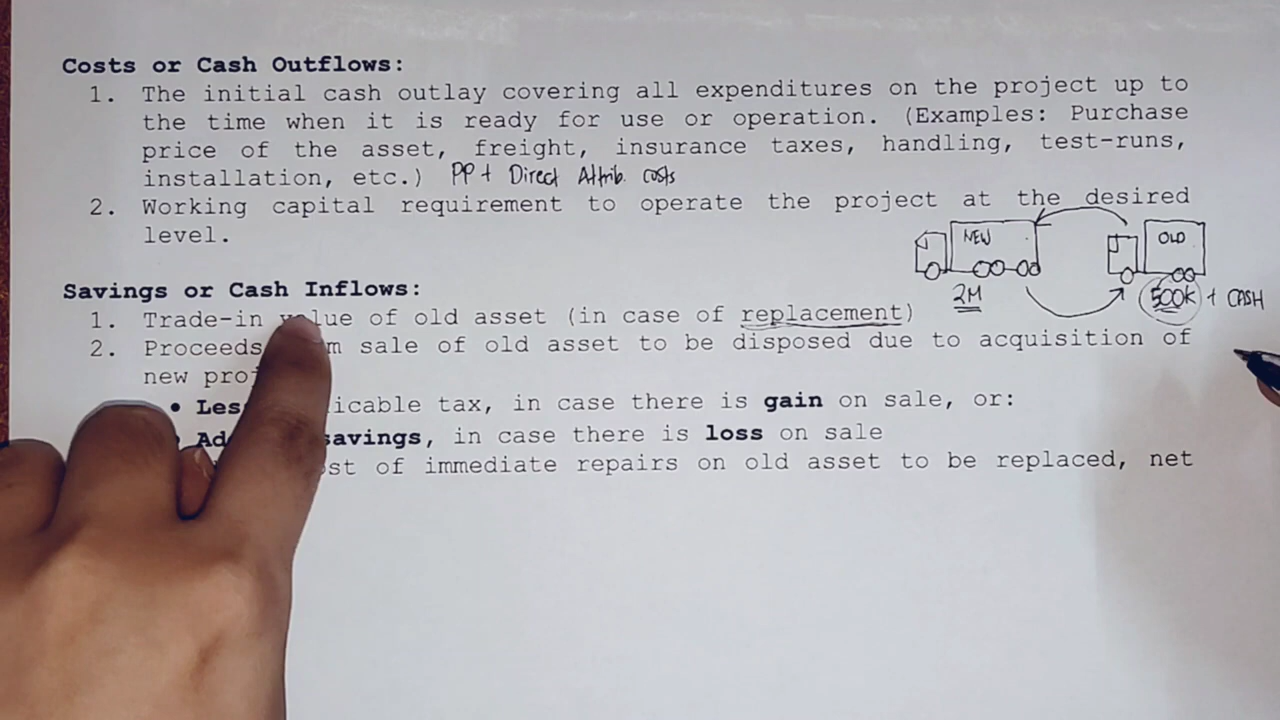 Costs or Cash Outflows:
1. The initial cash outlay covering all expenditures on the project up to
the time when it is ready for use or operation. (Examples: Purchase
price of the asset, freight, insurance taxes, handling, test-runs,
installation, etc.) PP + Direct Attrib. costs
2. Working capital requirement to operate the project at the desired
level.
NEW OLD
2M 500K + CASH
Savings or Cash Inflows:
1. Trade-in value of old asset (in case of replacement)
2. Proceeds sale of old asset to be disposed due to acquisition of
new
• tax, in case there is gain on sale, or:
savings, in case there is loss on sale
of immediate repairs on old asset to be replaced, net